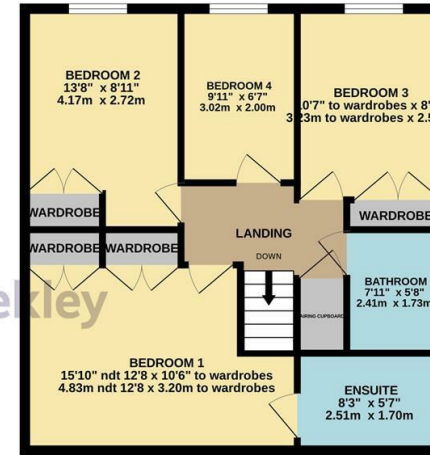 BEDROOM 2
13'8" x 8'11"
4.17m x 2.72m
BEDROOM 4
9'11" x 6'7"
3.02m x 2.00m
BEDROOM 3
10'7" to wardrobes x 8'
3.23m to wardrobes x 2.5
WARDROBE
WARDROBE
WARDROBE
WARDROBE
LANDING
DOWN
BATHROOM
7'11" x 5'8"
2.41m x 1.73m
AIRING CUPBOARD
ekley
BEDROOM 1
15'10" ndt 12'8 x 10'6" to wardrobes
4.83m ndt 12'8 x 3.20m to wardrobes
ENSUITE
8'3" x 5'7"
2.51m x 1.70m